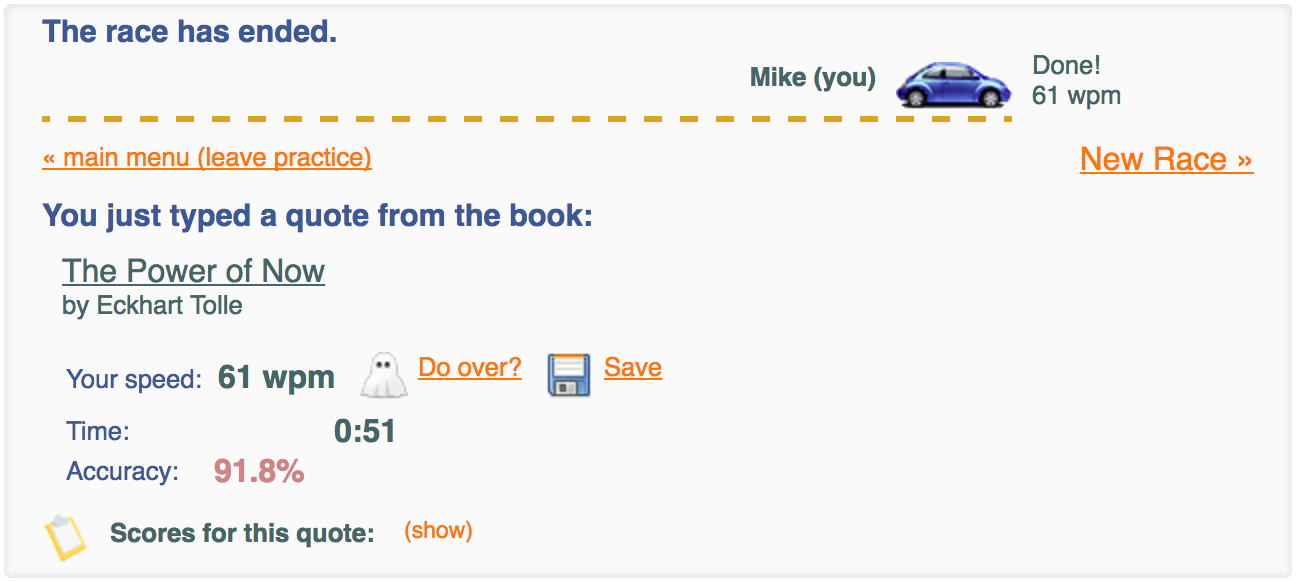 The race has ended.
Mike (you)
Done!
61 wpm
« main menu (leave practice)
New Race »
You just typed a quote from the book:
The Power of Now
by Eckhart Tolle
Your speed: 61 wpm Do over? Save
Time: 0:51
Accuracy: 91.8%
Scores for this quote: (show)